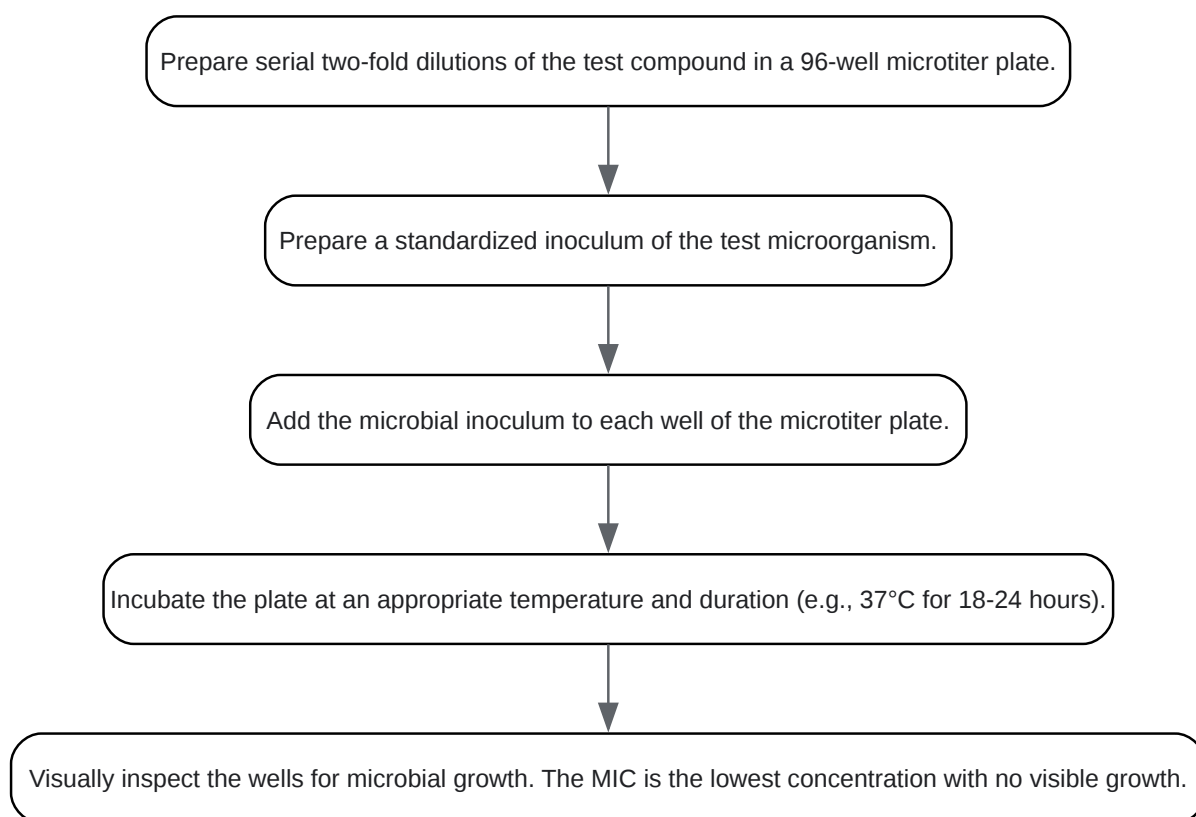 Prepare serial two-fold dilutions of the test compound in a 96-well microtiter plate.
Prepare a standardized inoculum of the test microorganism.
Add the microbial inoculum to each well of the microtiter plate.
Incubate the plate at an appropriate temperature and duration (e.g., 37°C for 18-24 hours).
Visually inspect the wells for microbial growth. The MIC is the lowest concentration with no visible growth.